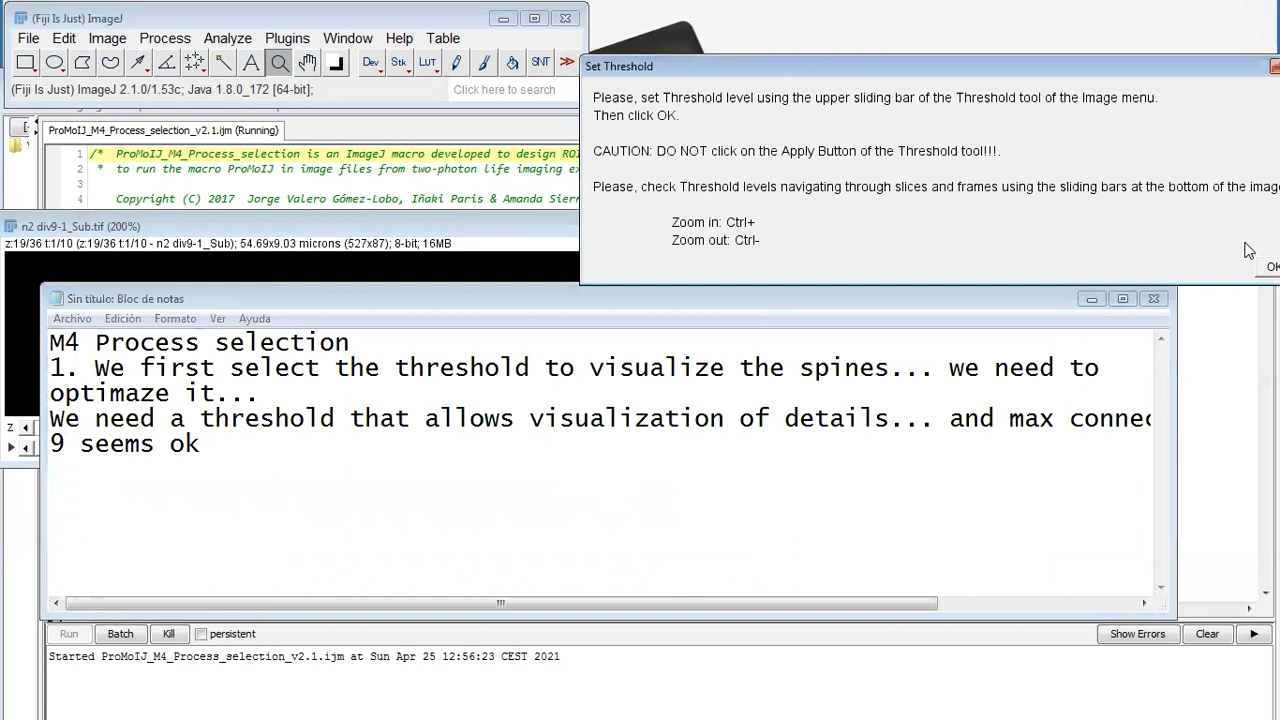 (Fiji Is Just) ImageJ
File Edit Image Process Analyze Plugins Window Help Table
Dev Stk LUT SNT >>
(Fiji Is Just) ImageJ 2.1.0/1.53c; Java 1.8.0_172 [64-bit];
Click here to search
Set Threshold
Please, set Threshold level using the upper sliding bar of the Threshold tool of the Image menu.
Then click OK.
CAUTION: DO NOT click on the Apply Button of the Threshold tool!!!!.
Please, check Threshold levels navigating through slices and frames using the sliding bars at the bottom of the image
Zoom in: Ctrl+
Zoom out: Ctrl-
OK
ProMoIJ_M4_Process_selection_v2.1.ijm (Running)
1 /* ProMoIJ_M4_Process_selection is an ImageJ macro developed to design ROI
2 * to run the macro ProMoIJ in image files from two-photon life imaging ex
3
4 Copyright (C) 2017 Jorge Valero Gómez-Lobo, Iñaki Paris & Amanda Sierr
n2 div9-1_Sub.tif (200%)
z:19/36 t:1/10 (z:19/36 t:1/10 - n2 div9-1_Sub); 54.69x9.03 microns (527x87); 8-bit; 16MB
z
Sin título: Bloc de notas
Archivo Edición Formato Ver Ayuda
M4 Process selection
1. We first select the threshold to visualize the spines... we need to
optimaze it...
We need a threshold that allows visualization of details... and max connec
9 seems ok
Run Batch Kill persistent Show Errors Clear
Started ProMoIJ_M4_Process_selection_v2.1.ijm at Sun Apr 25 12:56:23 CEST 2021